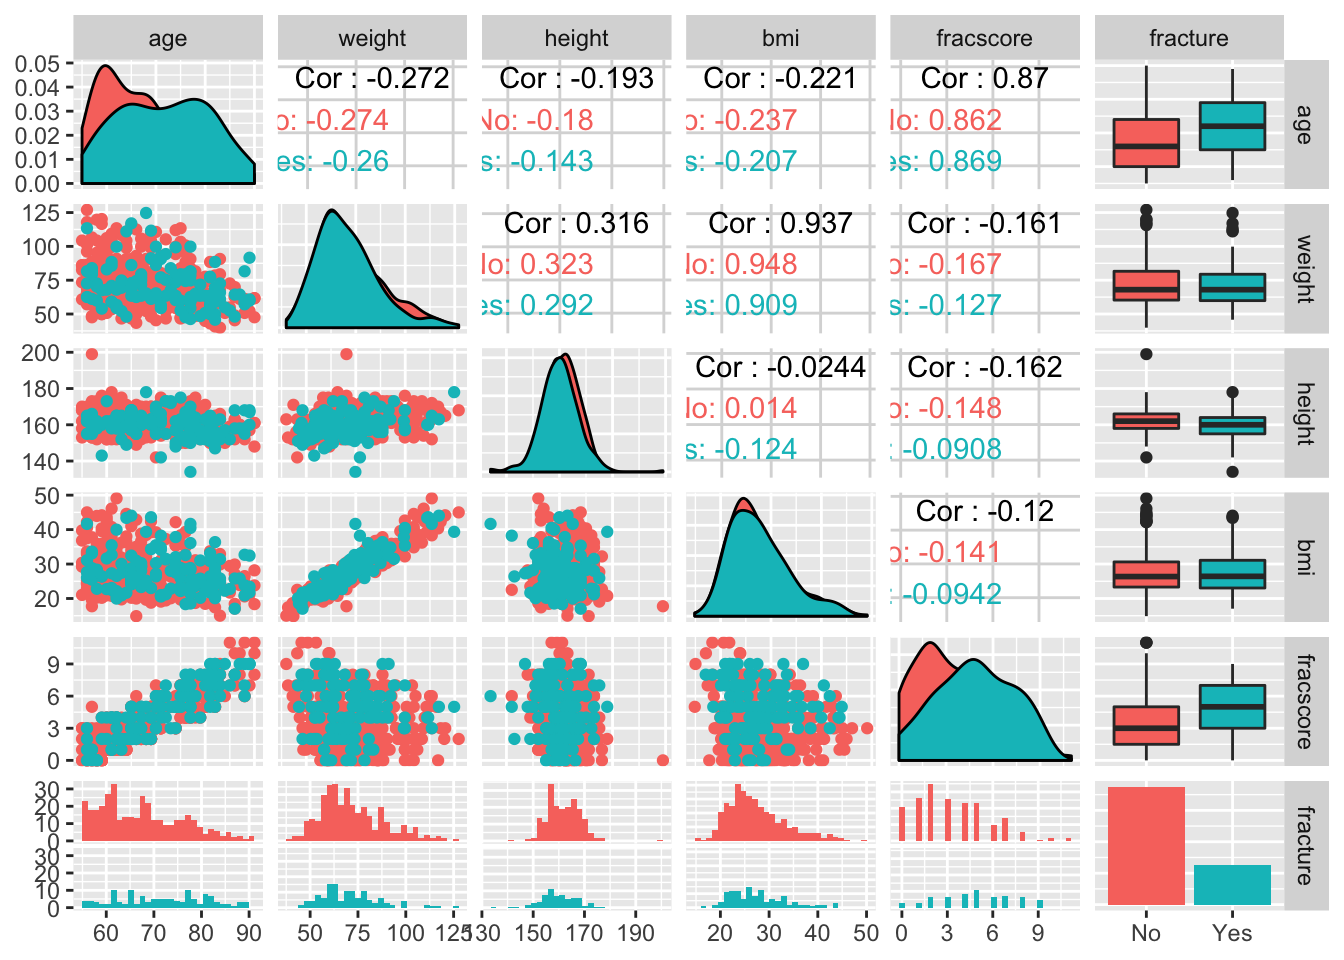 age weight height bmi fracscore fracture
0.05
0.04
0.03
0.02
0.01
0.00
Cor : -0.272 Cor : -0.193 Cor : -0.221 Cor : 0.87
o: -0.274 No: -0.18 o: -0.237 No: 0.862
es: -0.26 s: -0.143 s: -0.207 es: 0.869
age
125
100
75
50
Cor : 0.316 Cor : 0.937 Cor : -0.161
No: 0.323 No: 0.948 o: -0.167
es: 0.292 es: 0.909 s: -0.127
weight
200
180
160
140
Cor : -0.0244 Cor : -0.162
No: 0.014 o: -0.148
s: -0.124 : -0.0908
height
50
40
30
20
Cor : -0.12
o: -0.141
: -0.0942
bmi
9
6
3
0
fracscore
30
20
10
0
30
20
10
0
fracture
60 70 80 90 50 75 100 125 130 150 170 190 20 30 40 50 0 3 6 9 No Yes